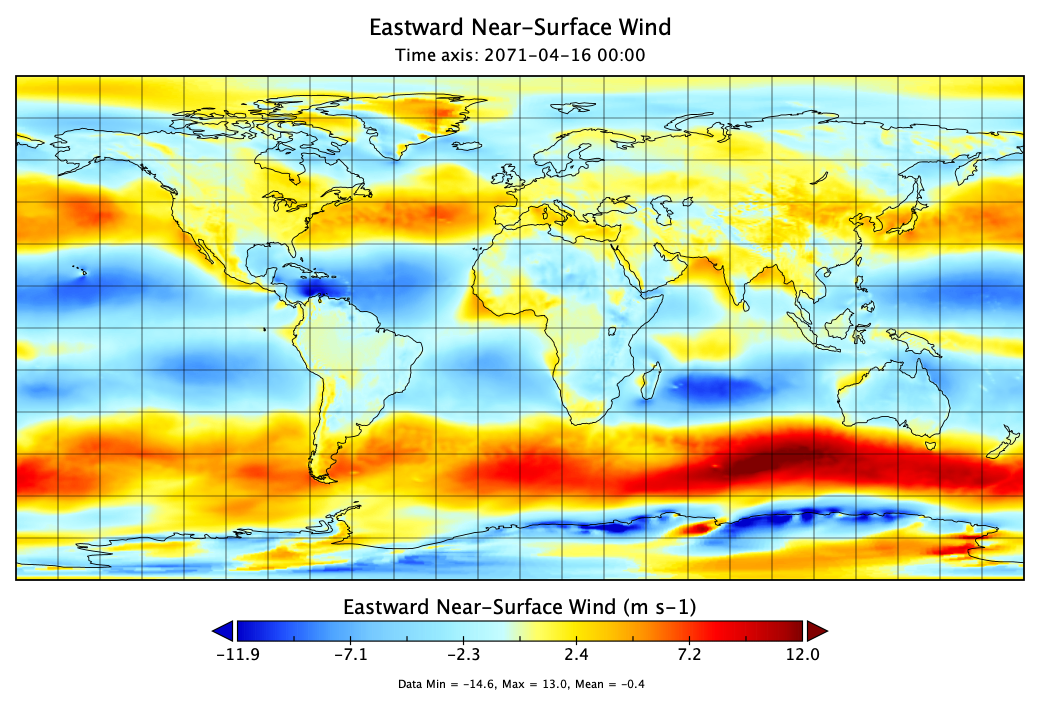 Eastward Near-Surface Wind
Time axis: 2071-04-16 00:00
Eastward Near-Surface Wind (m s-1)
-11.9 -7.1 -2.3 2.4 7.2 12.0
Data Min = -14.6, Max = 13.0, Mean = -0.4